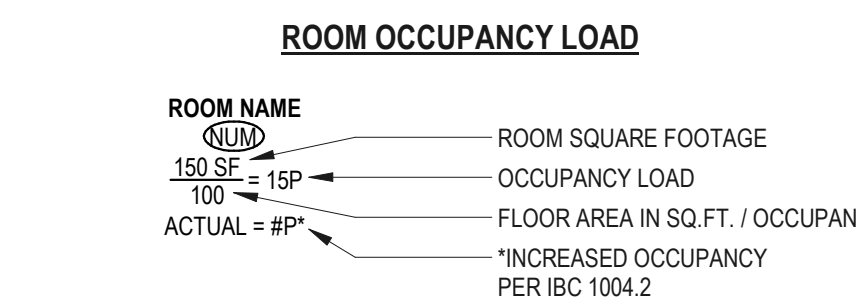 ROOM OCCUPANCY LOAD
ROOM NAME
NUM
ROOM SQUARE FOOTAGE
150 SF
100
= 15P
OCCUPANCY LOAD
FLOOR AREA IN SQ.FT. / OCCUPAN
ACTUAL = #P*
*INCREASED OCCUPANCY
PER IBC 1004.2